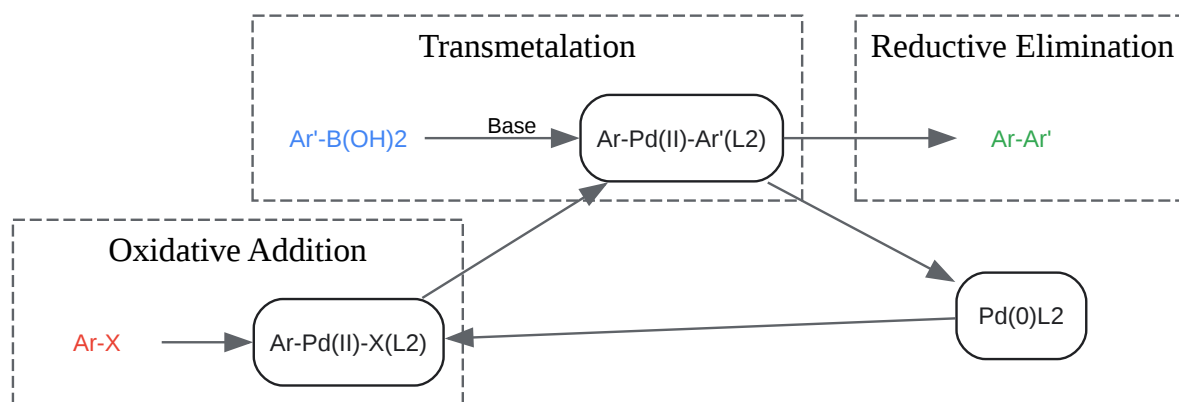 Transmetalation
Reductive Elimination
Ar'-B(OH)2
Base
Ar-Pd(II)-Ar'(L2)
Ar-Ar'
Oxidative Addition
Ar-X
Ar-Pd(II)-X(L2)
Pd(0)L2